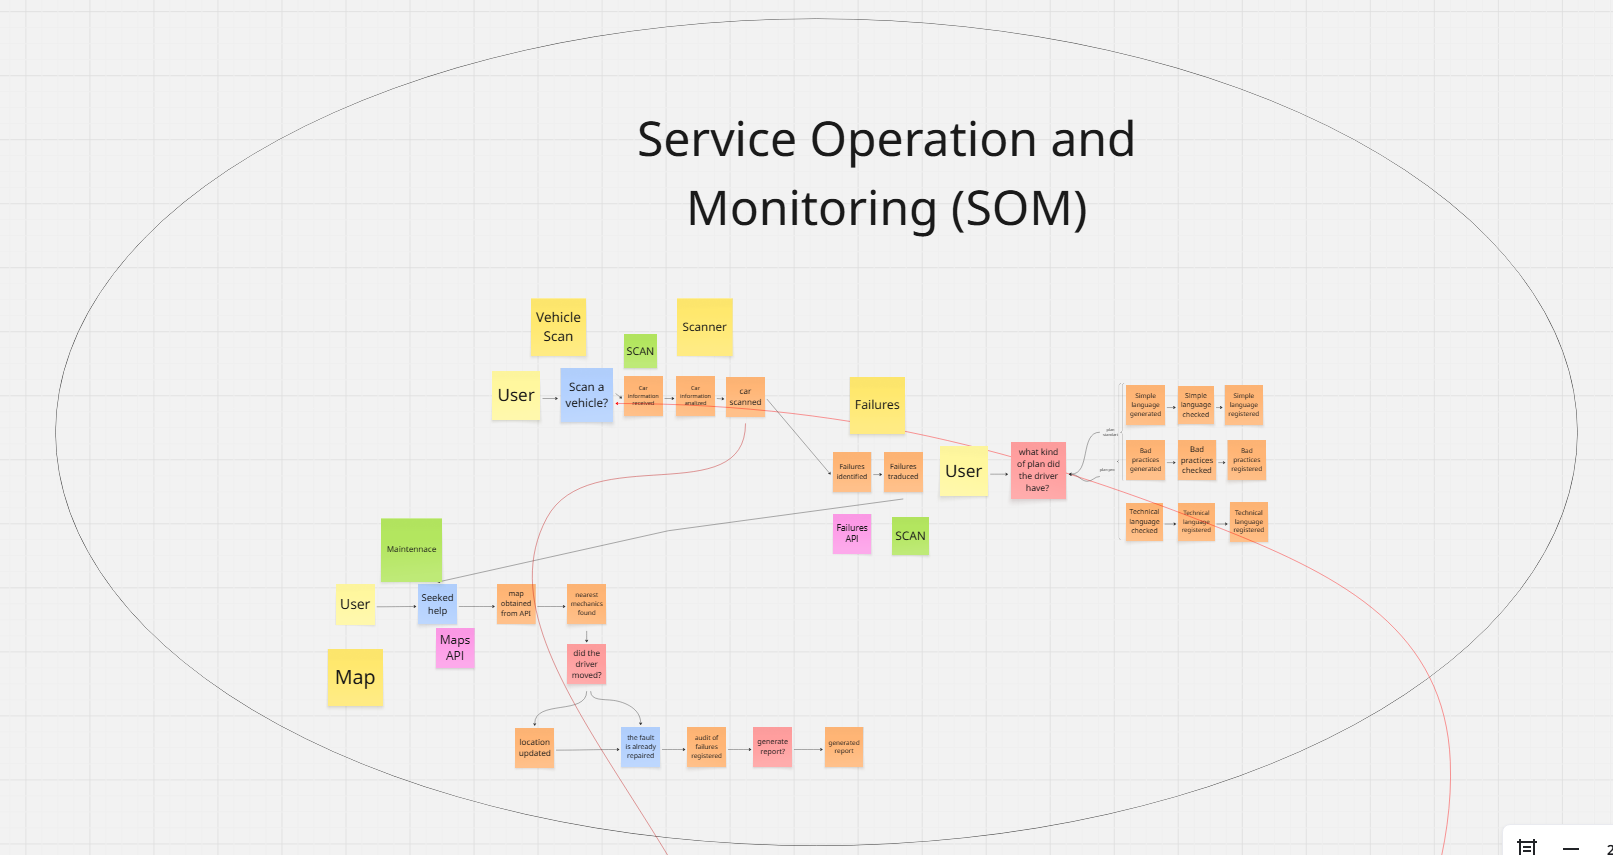 Service Operation and
Monitoring (SOM)
Vehicle
Scan
Scanner
SCAN
User
Scan a
vehicle?
Car
information
received
Car
information
analized
car
scanned
Failures
Failures
identified
Failures
traduced
User
what kind
of plan did
the driver
have?
Simple
language
generated
Simple
language
checked
Simple
language
registered
Bad
practices
generated
Bad
practices
checked
Bad
practices
registered
Technical
language
checked
Technical
language
registered
Technical
language
registered
Failures
API
SCAN
Maintennace
User
Seeked
help
map
obtained
from API
nearest
mechanics
found
Maps
API
Map
did the
driver
moved?
location
updated
the fault
is already
repaired
audit of
failures
registered
generate
report?
generated
report
2